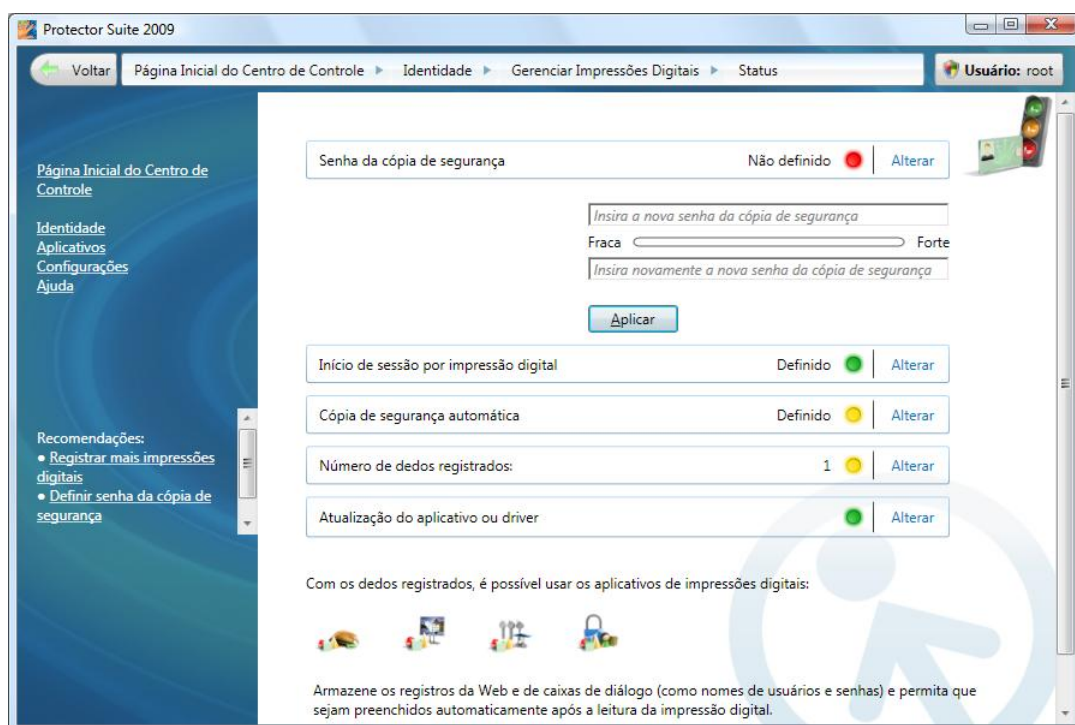 Protector Suite 2009
Voltar
Página Inicial do Centro de Controle
Identidade
Gerenciar Impressões Digitais
Status
Usuário: root
Página Inicial do Centro de
Controle
Identidade
Aplicativos
Configurações
Ajuda
Recomendações:
• Registrar mais impressões
digitais
• Definir senha da cópia de
segurança
Senha da cópia de segurança Não definido Alterar
Insira a nova senha da cópia de segurança
Fraca Forte
Insira novamente a nova senha da cópia de segurança
Aplicar
Início de sessão por impressão digital Definido Alterar
Cópia de segurança automática Definido Alterar
Número de dedos registrados: 1 Alterar
Atualização do aplicativo ou driver Alterar
Com os dedos registrados, é possível usar os aplicativos de impressões digitais:
Armazene os registros da Web e de caixas de diálogo (como nomes de usuários e senhas) e permita que
sejam preenchidos automaticamente após a leitura da impressão digital.